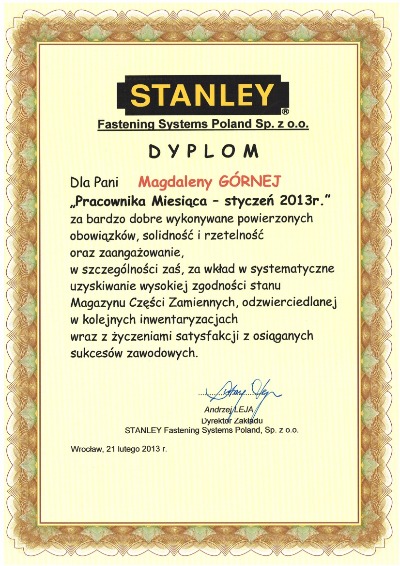 STANLEY®
Fastening Systems Poland Sp. z o.o.
DYPLOM
Dla Pani Magdaleny GÓRNEJ
„Pracownika Miesiąca – styczeń 2013r.”
za bardzo dobre wykonywane powierzonych
obowiązków, solidność i rzetelność
oraz zaangażowanie,
w szczególności zaś, za wkład w systematyczne
uzyskiwanie wysokiej zgodności stanu
Magazynu Części Zamiennych, odzwierciedlanej
w kolejnych inwentaryzacjach
wraz z życzeniami satysfakcji z osiąganych
sukcesów zawodowych.
Andrzej LEJA
Dyrektor Zakładu
STANLEY Fastening Systems Poland, Sp. z o.o.
Wrocław, 21 lutego 2013 r.